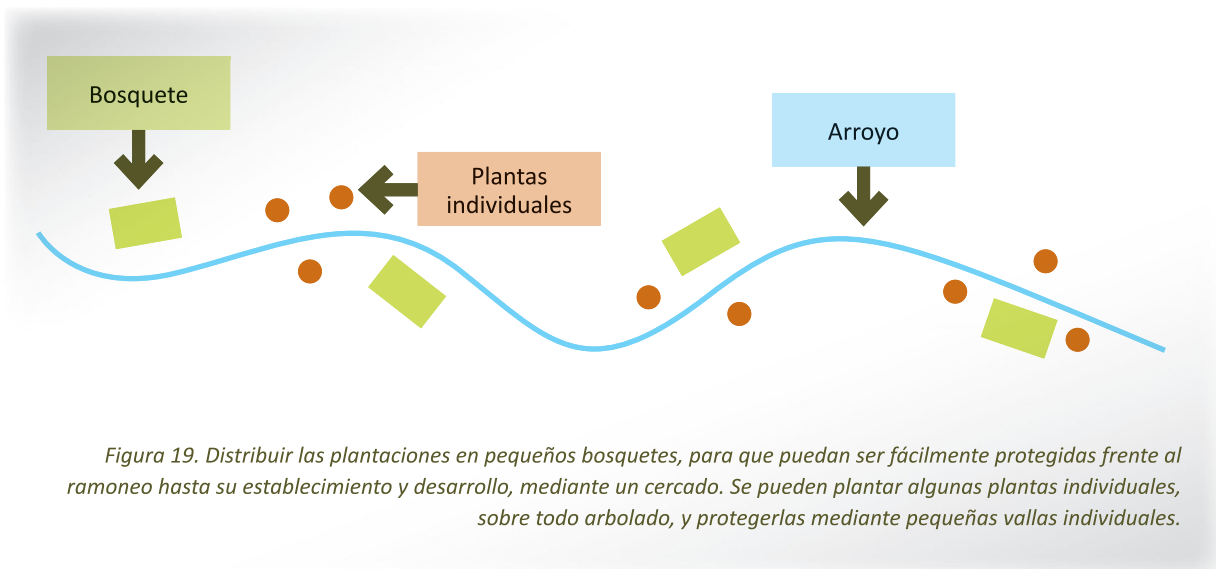 Bosquete
Plantas
individuales
Arroyo
Figura 19. Distribuir las plantaciones en pequeños bosquetes, para que puedan ser fácilmente protegidas frente al
ramoneo hasta su establecimiento y desarrollo, mediante un cercado. Se pueden plantar algunas plantas individuales,
sobre todo arbolado, y protegerlas mediante pequeñas vallas individuales.